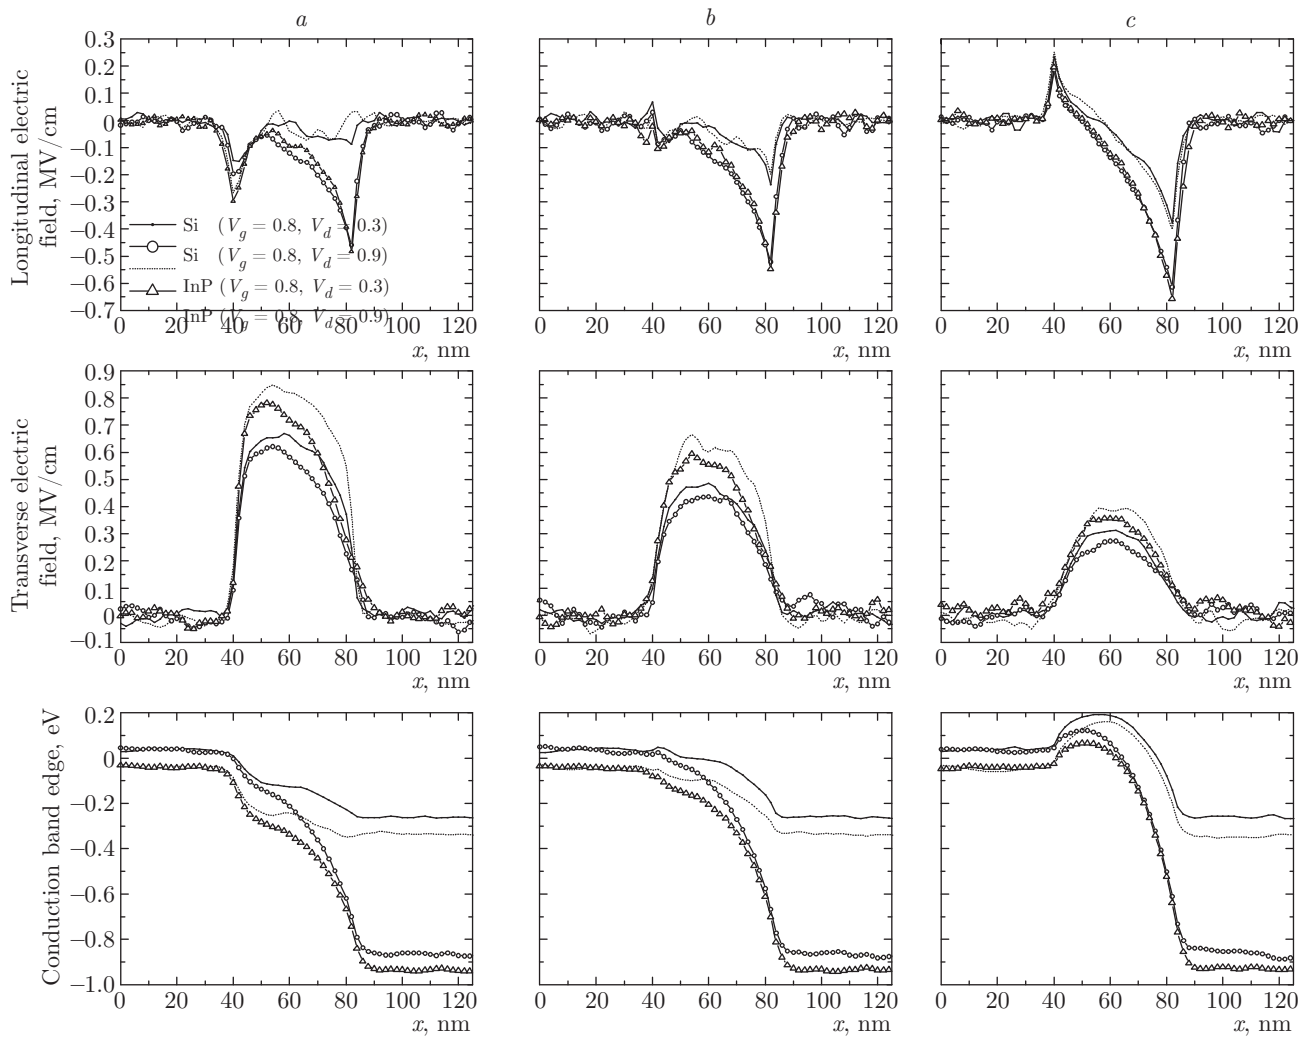 a
b
c
Longitudinal electric
field, MV/cm
0.3
0.2
0.1
0
−0.1
−0.2
−0.3
−0.4
−0.5
−0.6
−0.7
Si (V_g = 0.8, V_d = 0.3)
Si (V_g = 0.8, V_d = 0.9)
InP (V_g = 0.8, V_d = 0.3)
InP (V_g = 0.8, V_d = 0.9)
0 20 40 60 80 100 120
x, nm
0 20 40 60 80 100 120
x, nm
0 20 40 60 80 100 120
x, nm
Transverse electric
field, MV/cm
0.9
0.8
0.7
0.6
0.5
0.4
0.3
0.2
0.1
0
−0.1
0 20 40 60 80 100 120
x, nm
0 20 40 60 80 100 120
x, nm
0 20 40 60 80 100 120
x, nm
Conduction band edge, eV
0.2
0
−0.2
−0.4
−0.6
−0.8
−1.0
0 20 40 60 80 100 120
x, nm
0 20 40 60 80 100 120
x, nm
0 20 40 60 80 100 120
x, nm